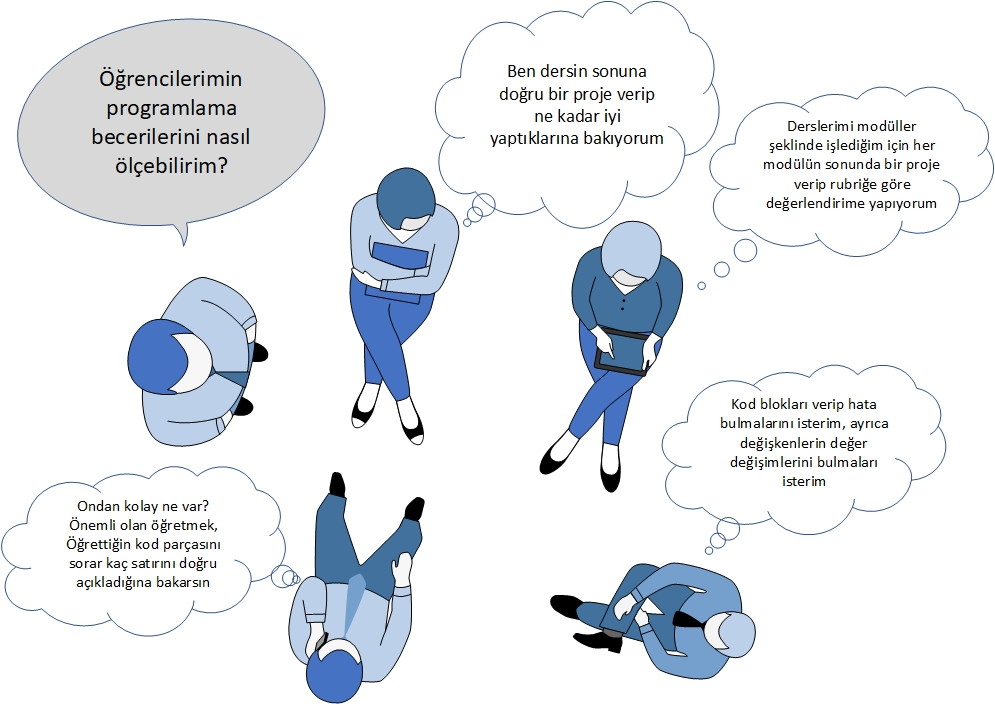 Öğrencilerimin
programlama
becerilerini nasıl
ölçebilirim?
Ben dersin sonuna
doğru bir proje verip
ne kadar iyi
yaptıklarına bakıyorum
Derslerimi modüller
şeklinde işlediğim için her
modülün sonunda bir proje
verip rubriğe göre
değerlendirime yapıyorum
Kod blokları verip hata
bulmalarını isterim, ayrıca
değişkenlerin değer
değişimlerini bulmaları
isterim
Ondan kolay ne var?
Önemli olan öğretmek,
Öğrettiğin kod parçasını
sorar kaç satırını doğru
açıkladığına bakarsın